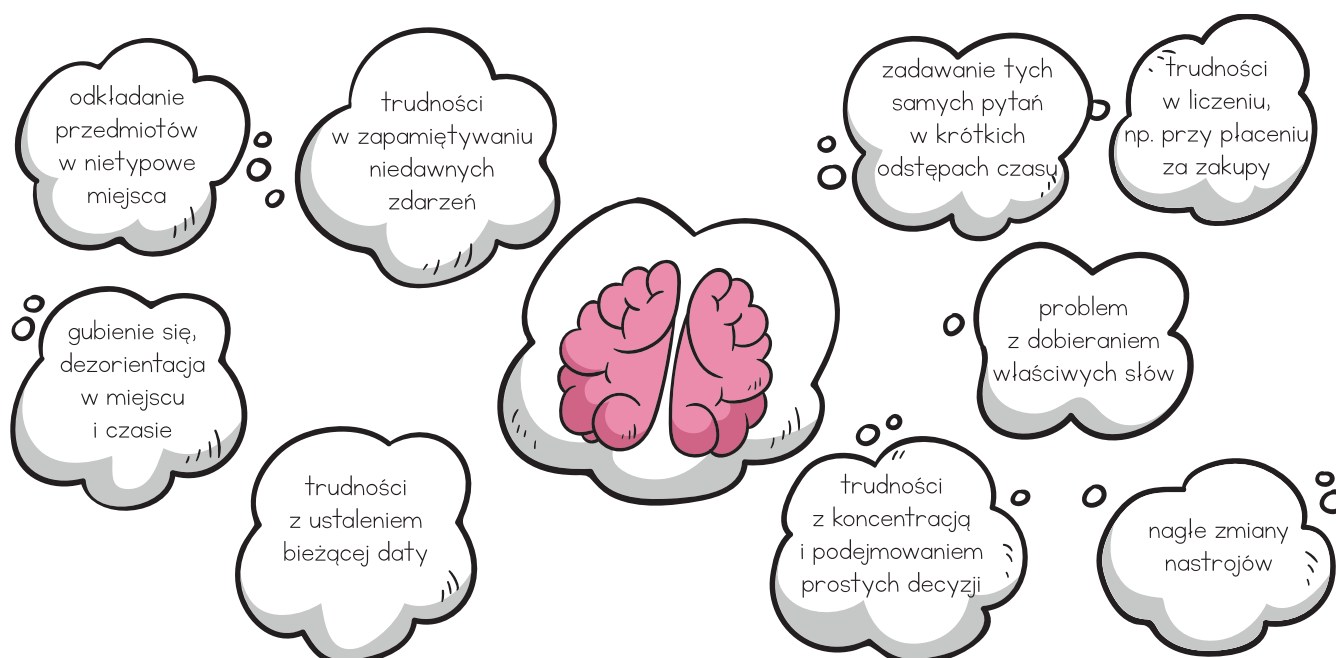 odkładanie
przedmiotów
w nietypowe
miejsca
trudności
w zapamiętywaniu
niedawnych
zdarzeń
zadawanie tych
samych pytań
w krótkich
odstępach czasu
trudności
w liczeniu,
np. przy płaceniu
za zakupy
gubienie się,
dezorientacja
w miejscu
i czasie
problem
z dobieraniem
właściwych słów
trudności
z ustaleniem
bieżącej daty
trudności
z koncentracją
i podejmowaniem
prostych decyzji
nagłe zmiany
nastrojów